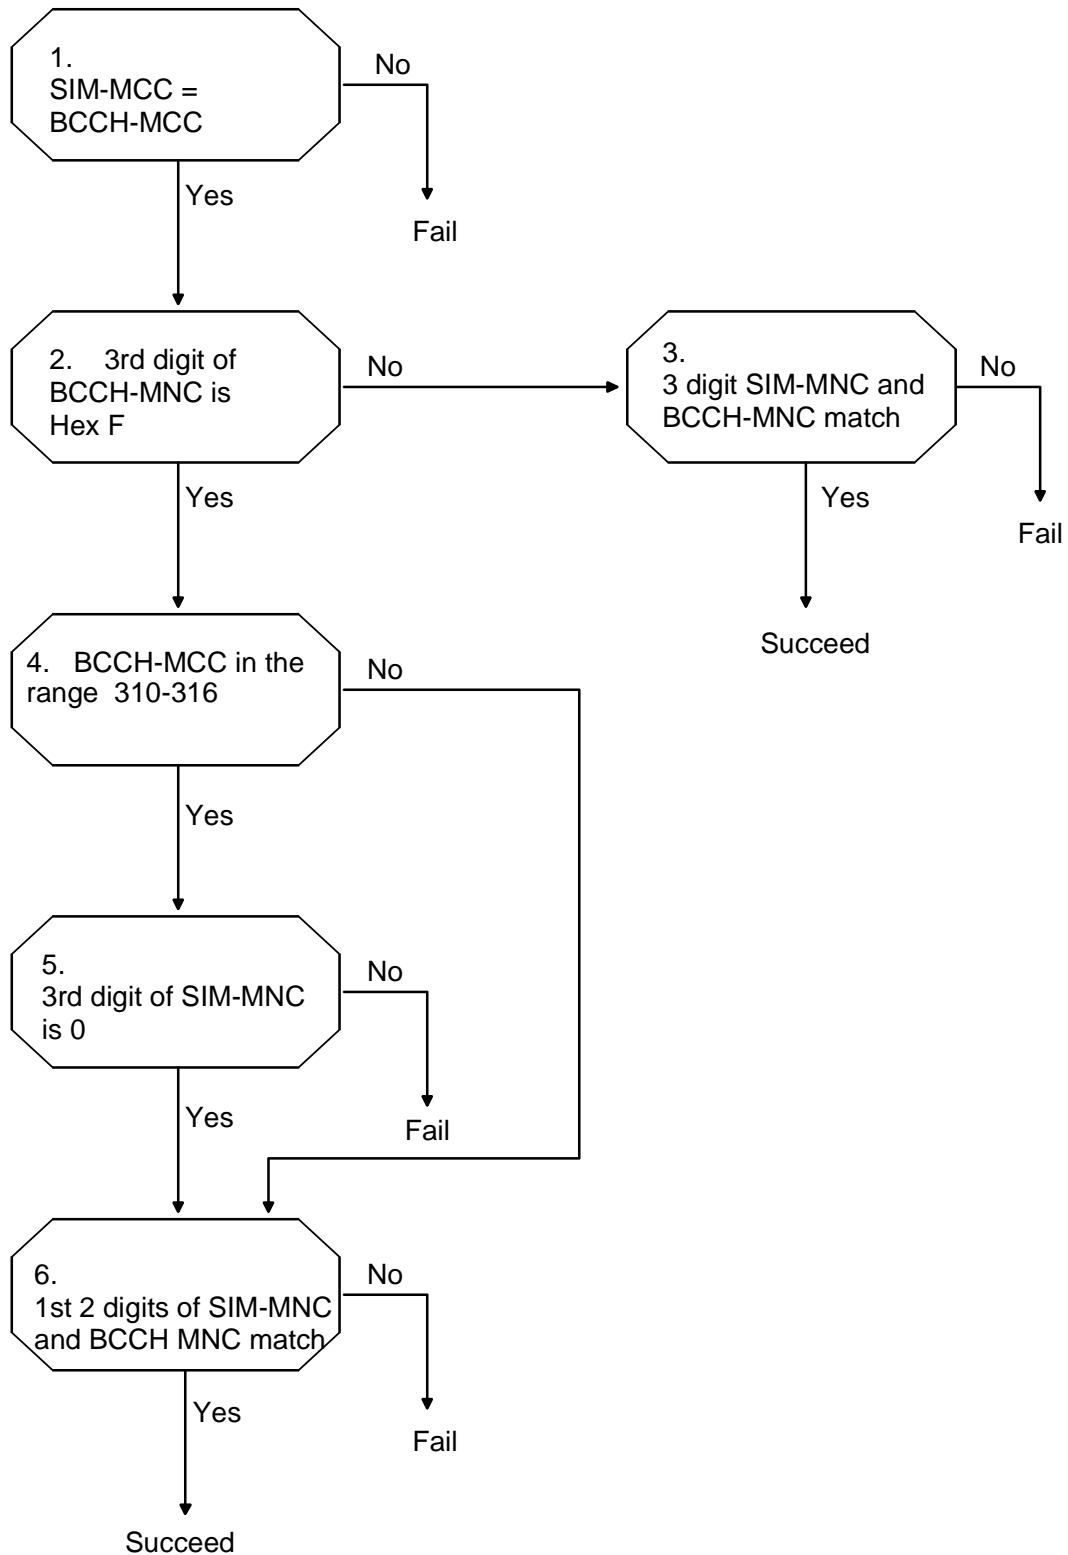 1.
SIM-MCC =
BCCH-MCC
No
Yes
Fail
2. 3rd digit of
BCCH-MNC is
Hex F
No
Yes
3.
3 digit SIM-MNC and
BCCH-MNC match
No
Yes
Fail
Succeed
4. BCCH-MCC in the
range 310-316
No
Yes
5.
3rd digit of SIM-MNC
is 0
No
Yes
Fail
6.
1st 2 digits of SIM-MNC
and BCCH MNC match
No
Yes
Fail
Succeed